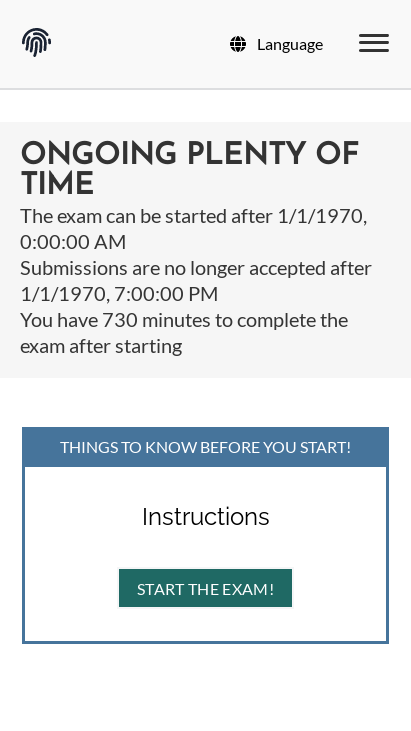 Language
ONGOING PLENTY OF
TIME
The exam can be started after 1/1/1970,
0:00:00 AM
Submissions are no longer accepted after
1/1/1970, 7:00:00 PM
You have 730 minutes to complete the
exam after starting
THINGS TO KNOW BEFORE YOU START!
Instructions
START THE EXAM!